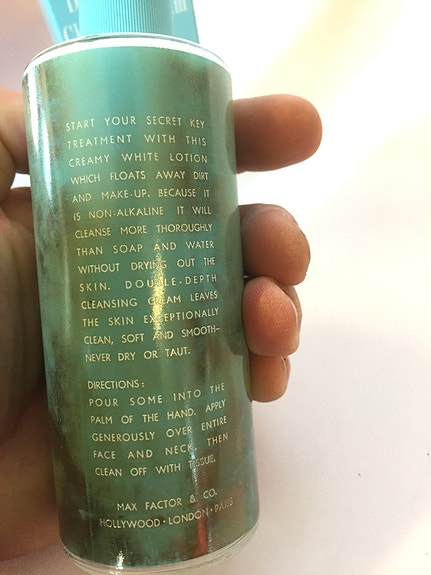 START YOUR SECRET KEY
TREATMENT WITH THIS
CREAMY WHITE LOTION
WHICH FLOATS AWAY DIRT
AND MAKE-UP. BECAUSE IT
IS NON-ALKALINE IT WILL
CLEANSE MORE THOROUGHLY
THAN SOAP AND WATER
WITHOUT DRYING OUT THE
SKIN. DOUBLE-DEPTH
CLEANSING CREAM LEAVES
THE SKIN EXCEPTIONALLY
CLEAN, SOFT AND SMOOTH—
NEVER DRY OR TAUT.
DIRECTIONS:
POUR SOME INTO THE
PALM OF THE HAND. APPLY
GENEROUSLY OVER ENTIRE
FACE AND NECK, THEN
CLEAN OFF WITH TISSUE.
MAX FACTOR & CO.
HOLLYWOOD • LONDON • PARIS